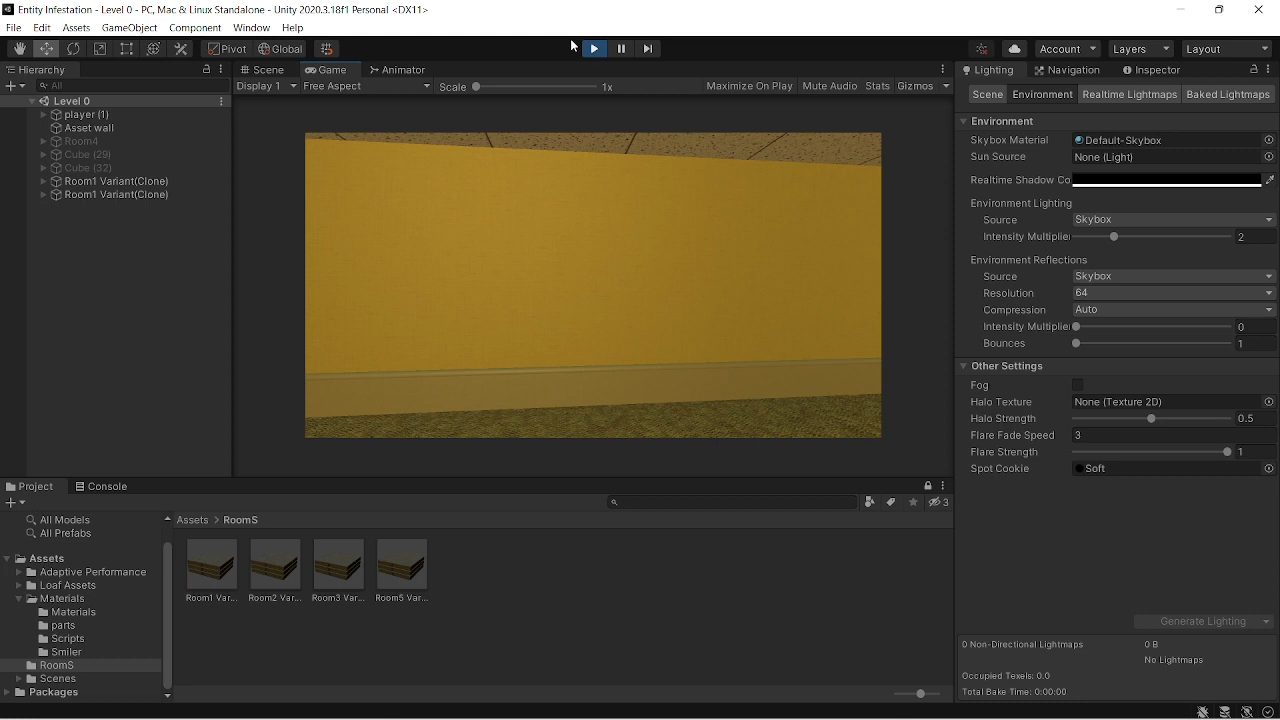 Entity Infestation - Level 0 - PC, Mac & Linux Standalone - Unity 2020.3.18f1 Personal <DX11>
File Edit Assets GameObject Component Window Help
Pivot Global Account Layers Layout
Hierarchy Scene Game Animator Lighting Navigation Inspector
All Display 1 Free Aspect Scale 1x Maximize On Play Mute Audio Stats Gizmos
Scene Environment Realtime Lightmaps Baked Lightmaps
Level 0
player (1)
Asset wall
Room4
Cube (29)
Cube (32)
Room1 Variant(Clone)
Room1 Variant(Clone)
Environment
Skybox Material Default-Skybox
Sun Source None (Light)
Realtime Shadow Co
Environment Lighting
Source Skybox
Intensity Multiplier 2
Environment Reflections
Source Skybox
Resolution 64
Compression Auto
Intensity Multiplier 0
Bounces 1
Other Settings
Fog
Halo Texture None (Texture 2D)
Halo Strength 0.5
Flare Fade Speed 3
Flare Strength 1
Spot Cookie Soft
Generate Lighting
0 Non-Directional Lightmaps 0 B
No Lightmaps
Occupied Texels: 0.0
Total Bake Time: 0:00:00
Project Console
3
All Models
All Prefabs
Assets
Adaptive Performance
Loaf Assets
Materials
Materials
parts
Scripts
Smiler
RoomS
Scenes
Packages
Assets > RoomS
Room1 Var... Room2 Var... Room3 Var... Room5 Var...